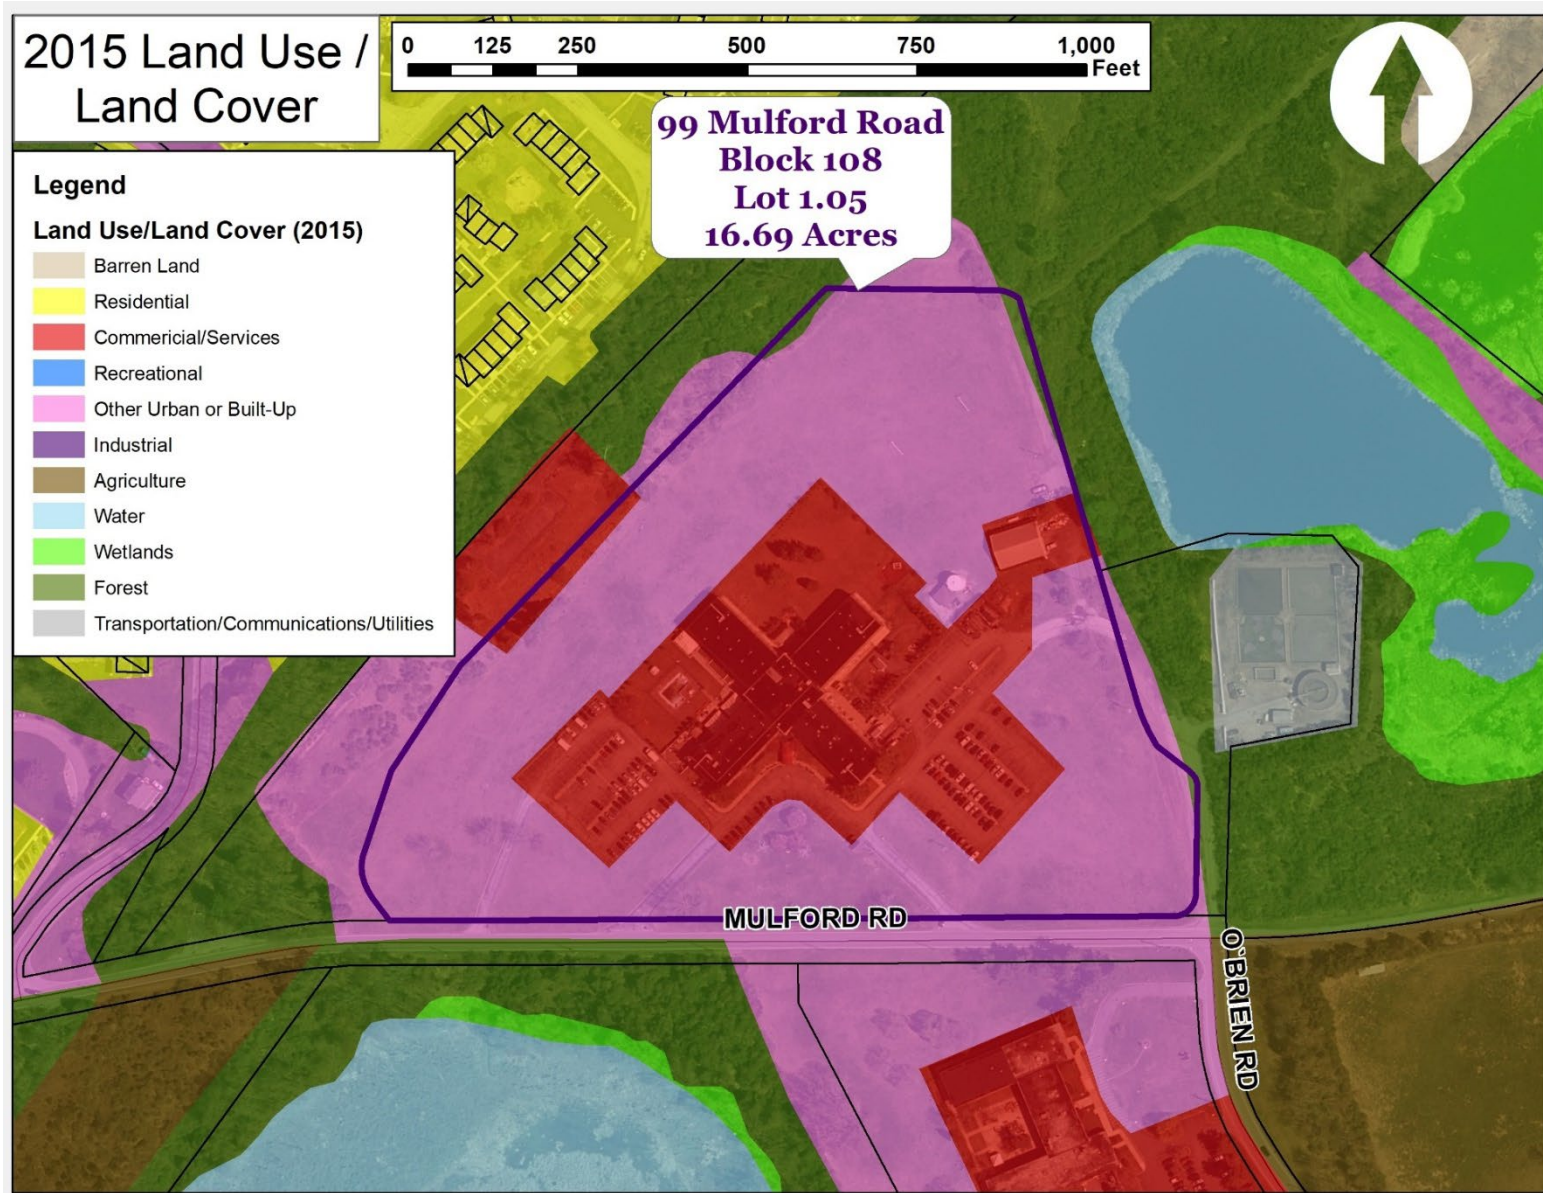 2015 Land Use /
Land Cover
0 125 250 500 750 1,000
Feet
99 Mulford Road
Block 108
Lot 1.05
16.69 Acres
Legend
Land Use/Land Cover (2015)
Barren Land
Residential
Commericial/Services
Recreational
Other Urban or Built-Up
Industrial
Agriculture
Water
Wetlands
Forest
Transportation/Communications/Utilities
MULFORD RD
O'BRIEN RD